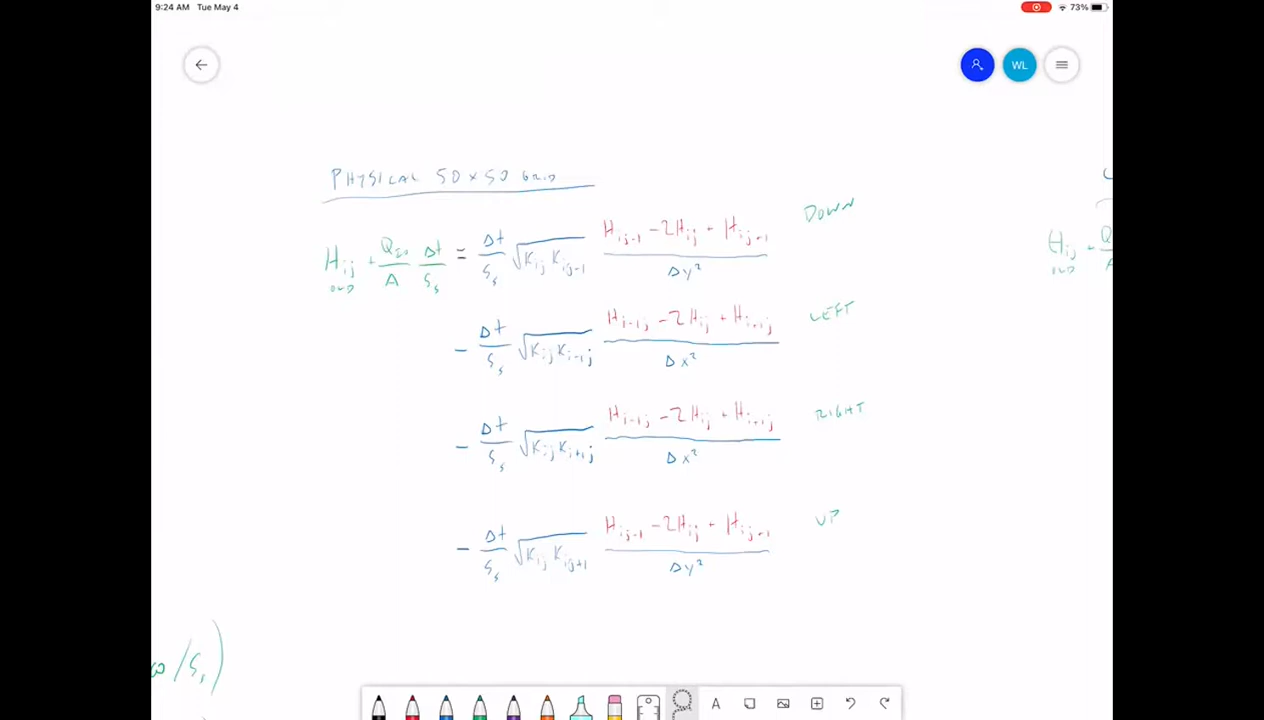 9:24 AM Tue May 4
73%
WL
PHYSICAL 50 x 50 GRID
H_ij OLD + Q_20/A Δt/S_s = Δt/S_s √(K_ij K_ij-1) (H_ij-1 - 2H_ij + H_ij+1)/Δy² DOWN
- Δt/S_s √(K_ij K_i-1j) (H_i-1j - 2H_ij + H_i+1j)/Δx² LEFT
- Δt/S_s √(K_ij K_i+1j) (H_i-1j - 2H_ij + H_i+1j)/Δx² RIGHT
- Δt/S_s √(K_ij K_ij+1) (H_ij-1 - 2H_ij + H_ij+1)/Δy² UP
/S_s)
A